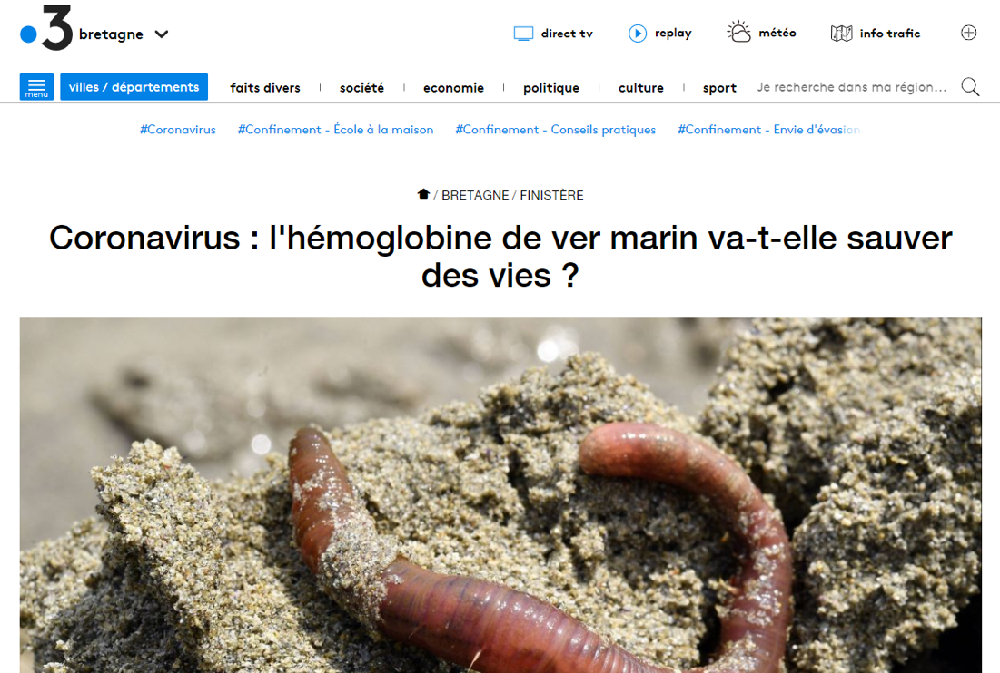 3 bretagne
direct tv
replay
météo
info trafic
menu
villes / départements
faits divers
société
economie
politique
culture
sport
Je recherche dans ma région...
#Coronavirus
#Confinement - École à la maison
#Confinement - Conseils pratiques
#Confinement - Envie d'évasion
/ BRETAGNE / FINISTÈRE
Coronavirus : l'hémoglobine de ver marin va-t-elle sauver
des vies ?